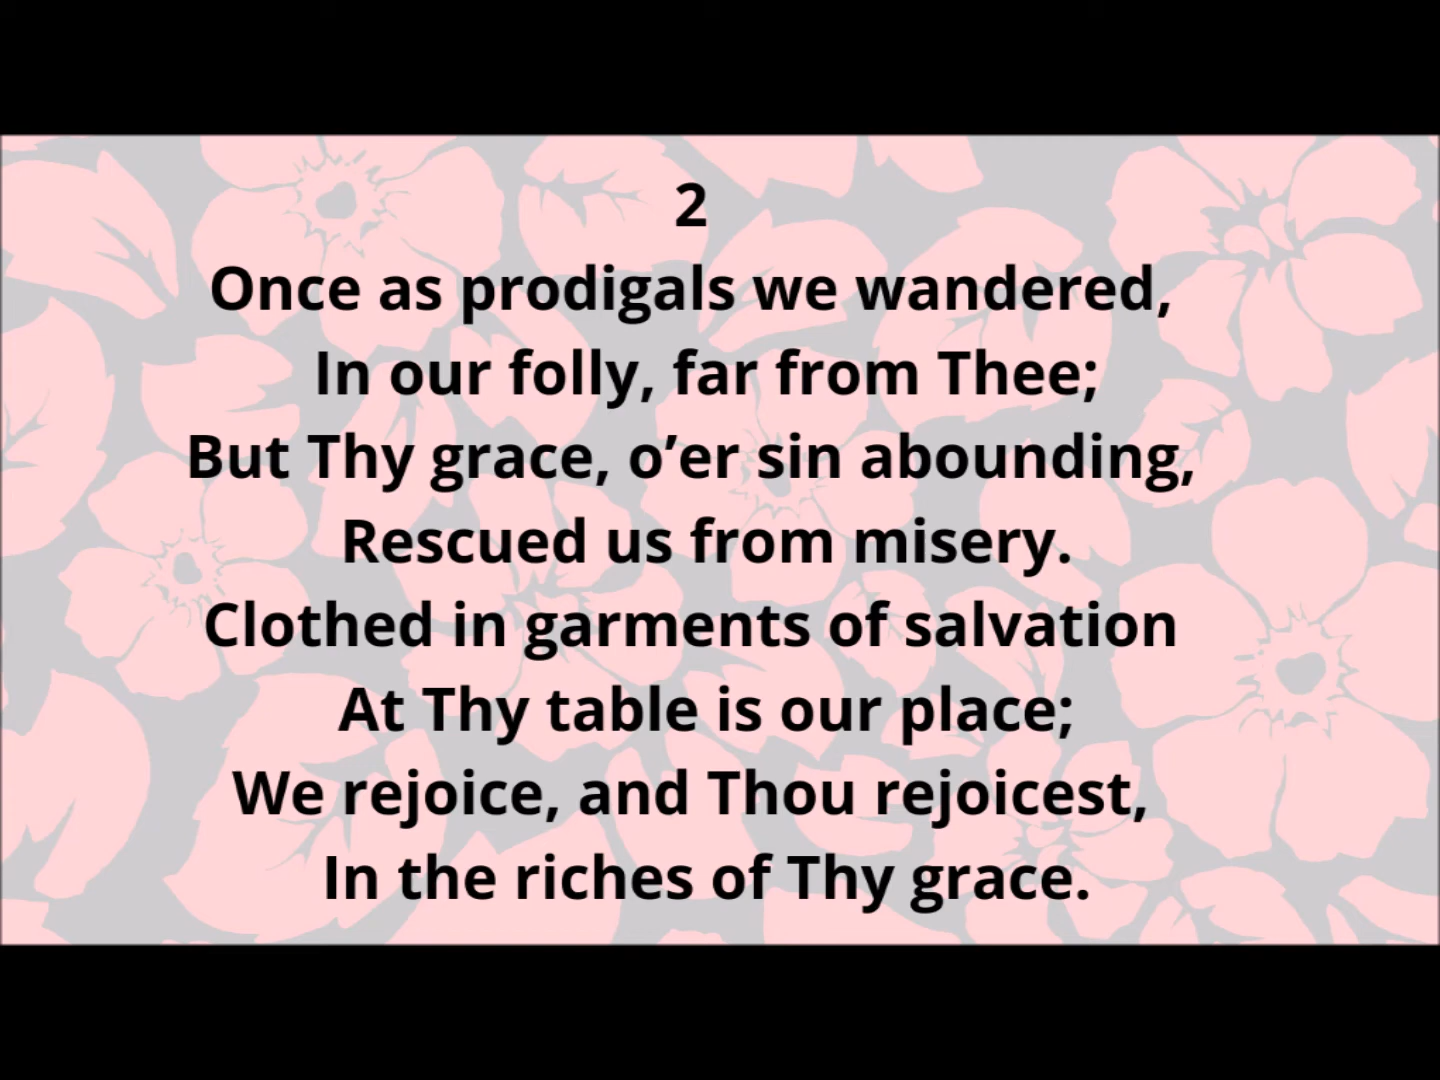 2
Once as prodigals we wandered,
In our folly, far from Thee;
But Thy grace, o’er sin abounding,
Rescued us from misery.
Clothed in garments of salvation
At Thy table is our place;
We rejoice, and Thou rejoicest,
In the riches of Thy grace.